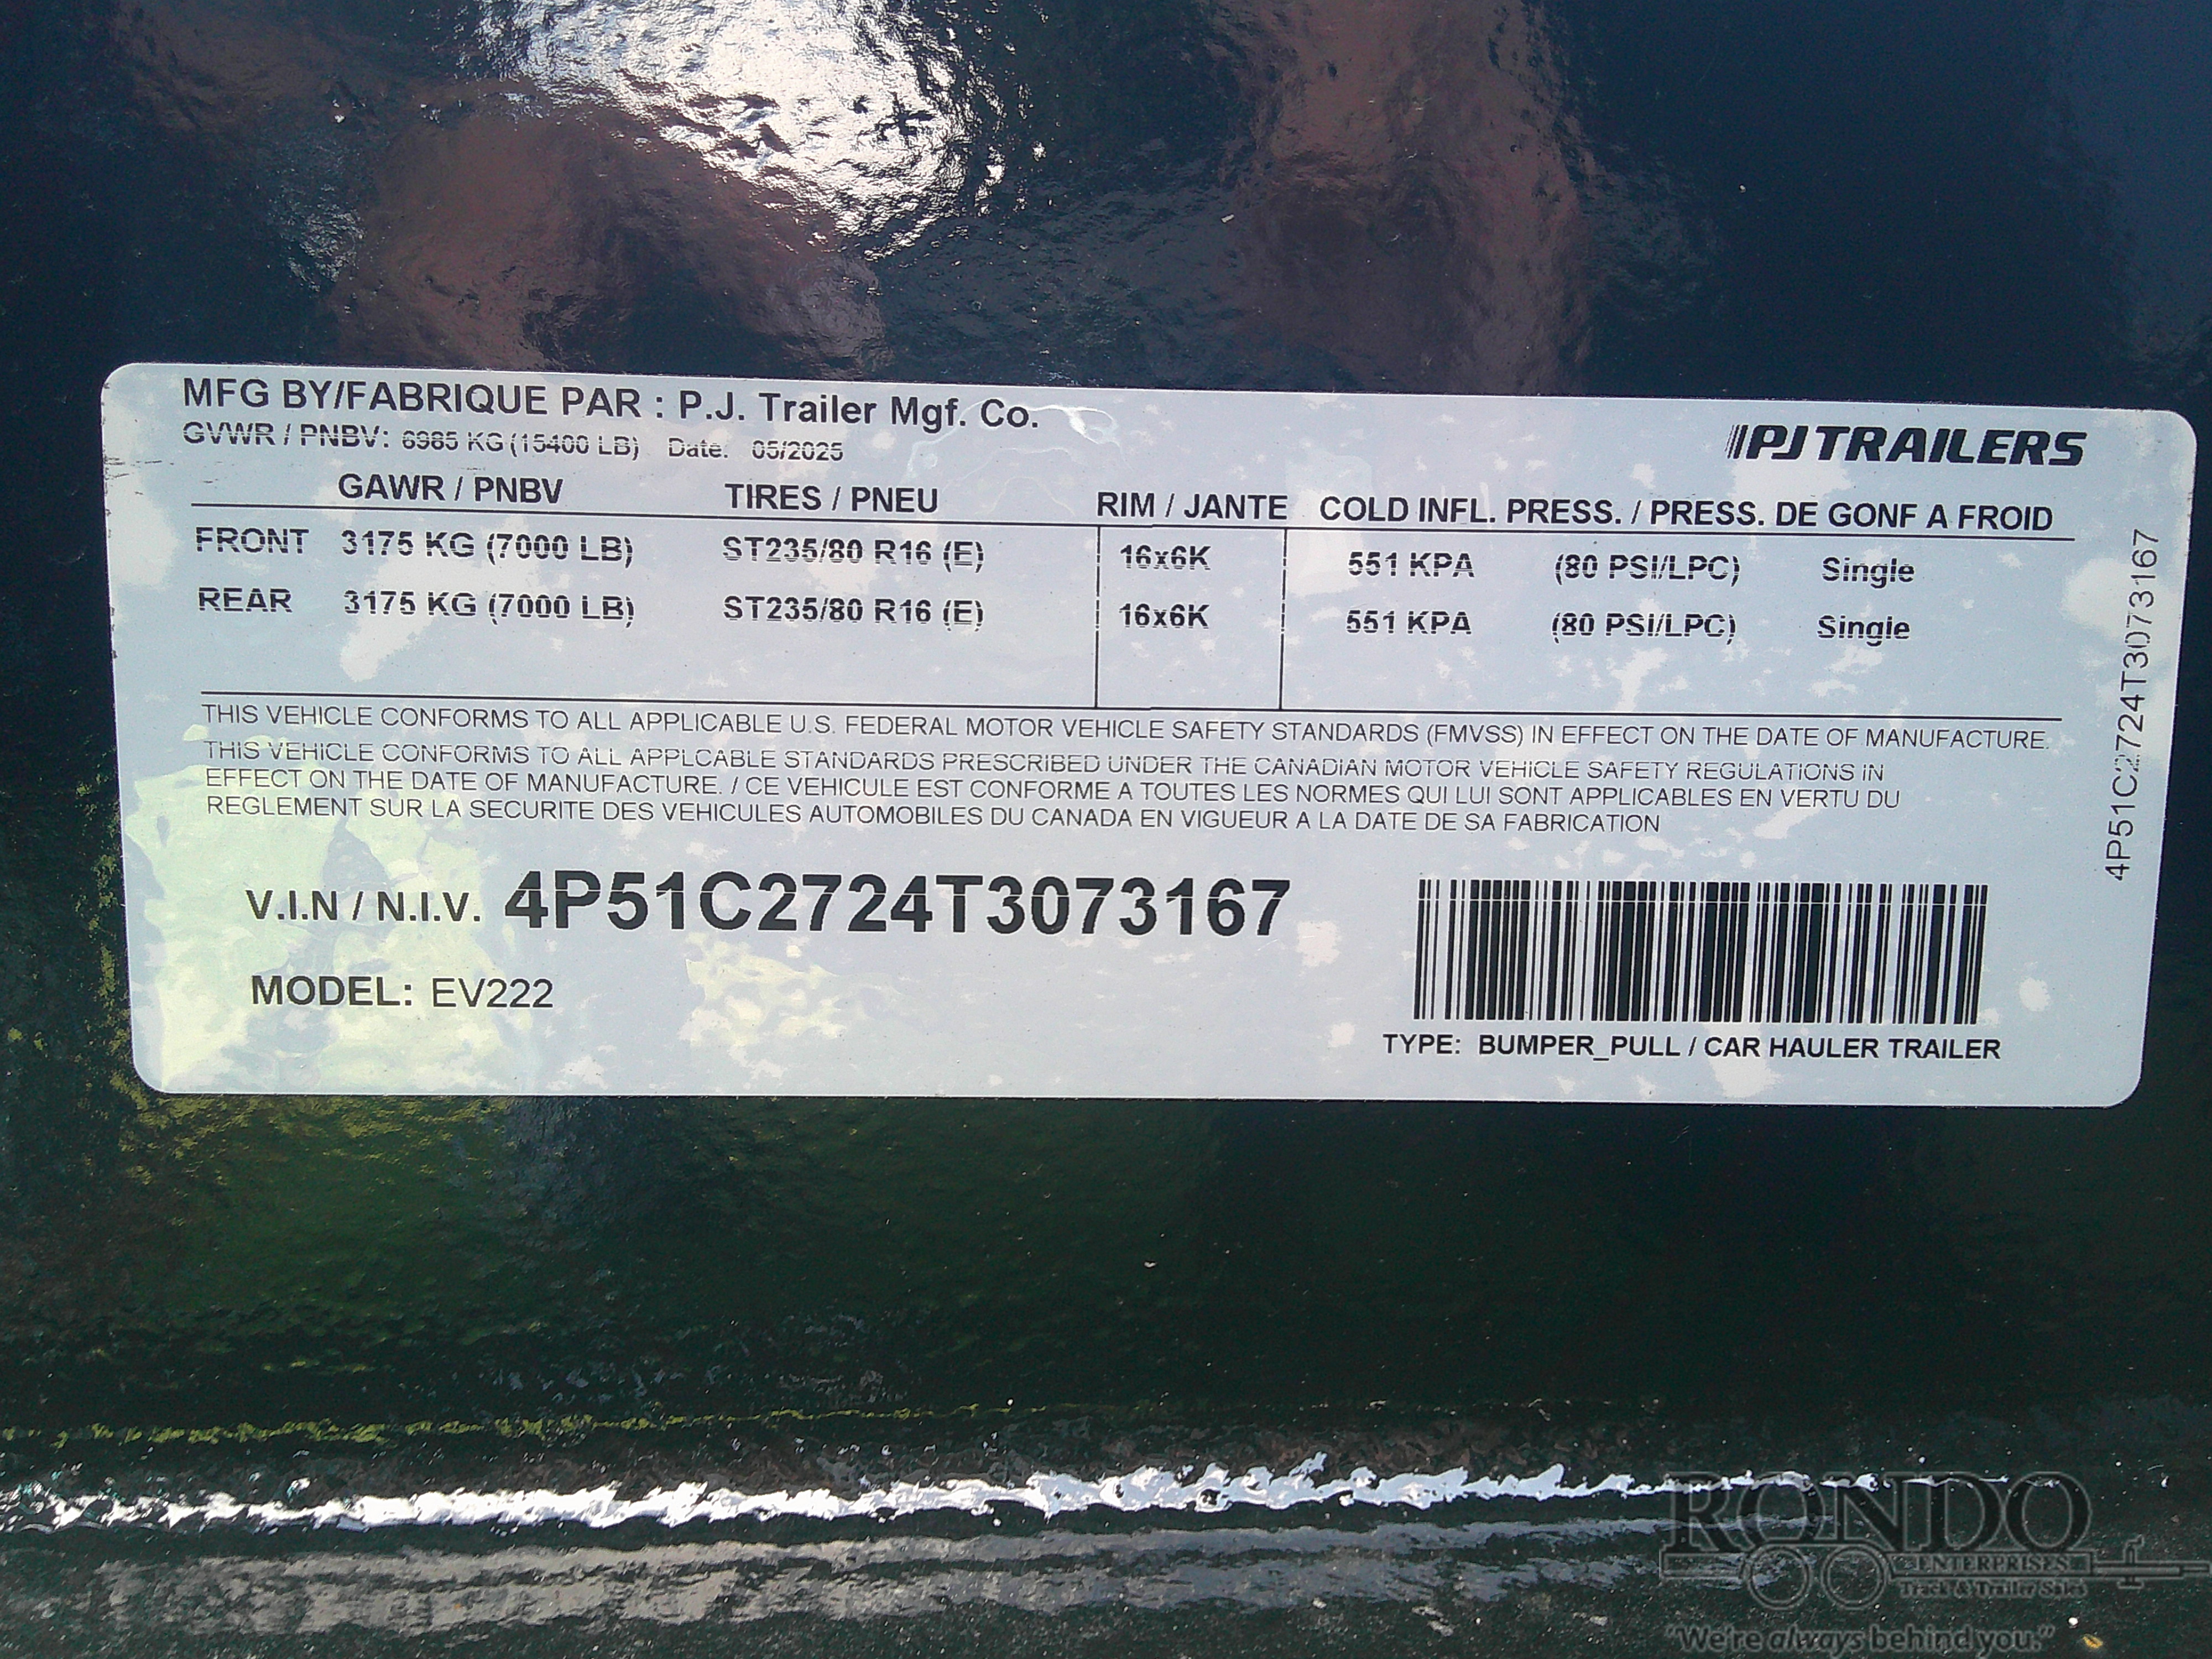 MFG BY/FABRIQUE PAR : P.J. Trailer Mgf. Co.
GVWR / PNBV: 6985 KG (15400 LB) Date: 05/2025
PJ TRAILERS
GAWR / PNBV TIRES / PNEU RIM / JANTE COLD INFL. PRESS. / PRESS. DE GONF A FROID
FRONT 3175 KG (7000 LB) ST235/80 R16 (E) 16x6K 551 KPA (80 PSI/LPC) Single
REAR 3175 KG (7000 LB) ST235/80 R16 (E) 16x6K 551 KPA (80 PSI/LPC) Single
THIS VEHICLE CONFORMS TO ALL APPLICABLE U.S. FEDERAL MOTOR VEHICLE SAFETY STANDARDS (FMVSS) IN EFFECT ON THE DATE OF MANUFACTURE.
THIS VEHICLE CONFORMS TO ALL APPLCABLE STANDARDS PRESCRIBED UNDER THE CANADIAN MOTOR VEHICLE SAFETY REGULATIONS IN
EFFECT ON THE DATE OF MANUFACTURE. / CE VEHICULE EST CONFORME A TOUTES LES NORMES QUI LUI SONT APPLICABLES EN VERTU DU
REGLEMENT SUR LA SECURITE DES VEHICULES AUTOMOBILES DU CANADA EN VIGUEUR A LA DATE DE SA FABRICATION
V.I.N / N.I.V. 4P51C2724T3073167
MODEL: EV222
TYPE: BUMPER_PULL / CAR HAULER TRAILER
4P51C2724T3073167
RONDO
ENTERPRISES
Truck & Trailer Sales
"We're always behind you."